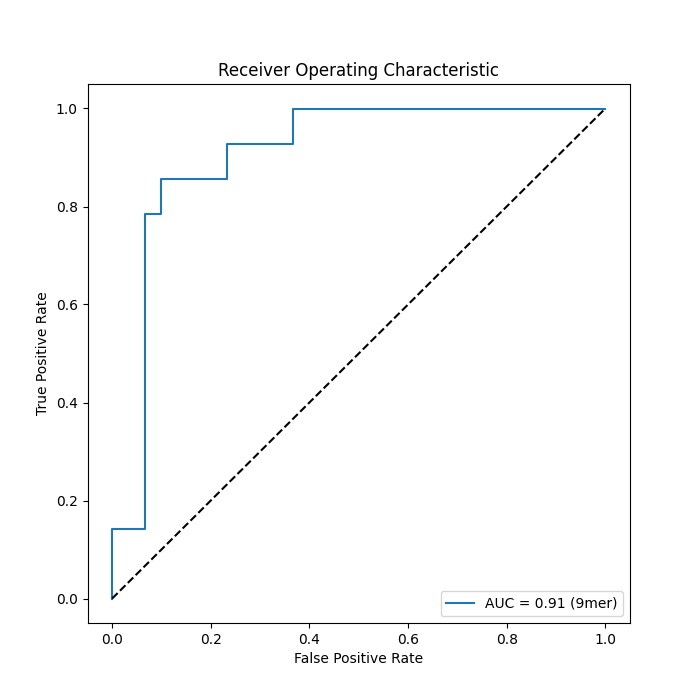 Receiver Operating Characteristic
True Positive Rate
1.0
0.8
0.6
0.4
0.2
0.0
AUC = 0.91 (9mer)
0.0 0.2 0.4 0.6 0.8 1.0
False Positive Rate